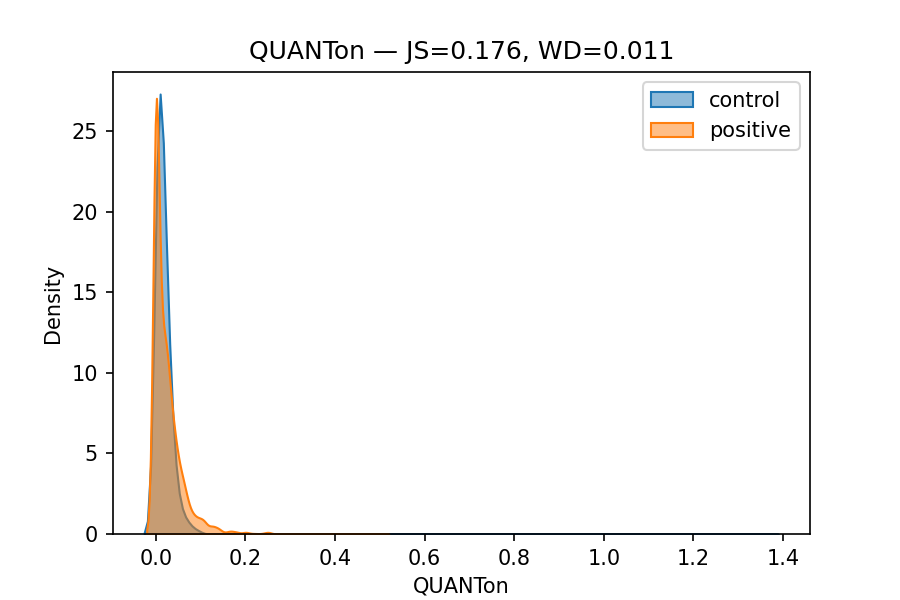 QUANTon — JS=0.176, WD=0.011
control
positive
Density
25
20
15
10
5
0
0.0 0.2 0.4 0.6 0.8 1.0 1.2 1.4
QUANTon